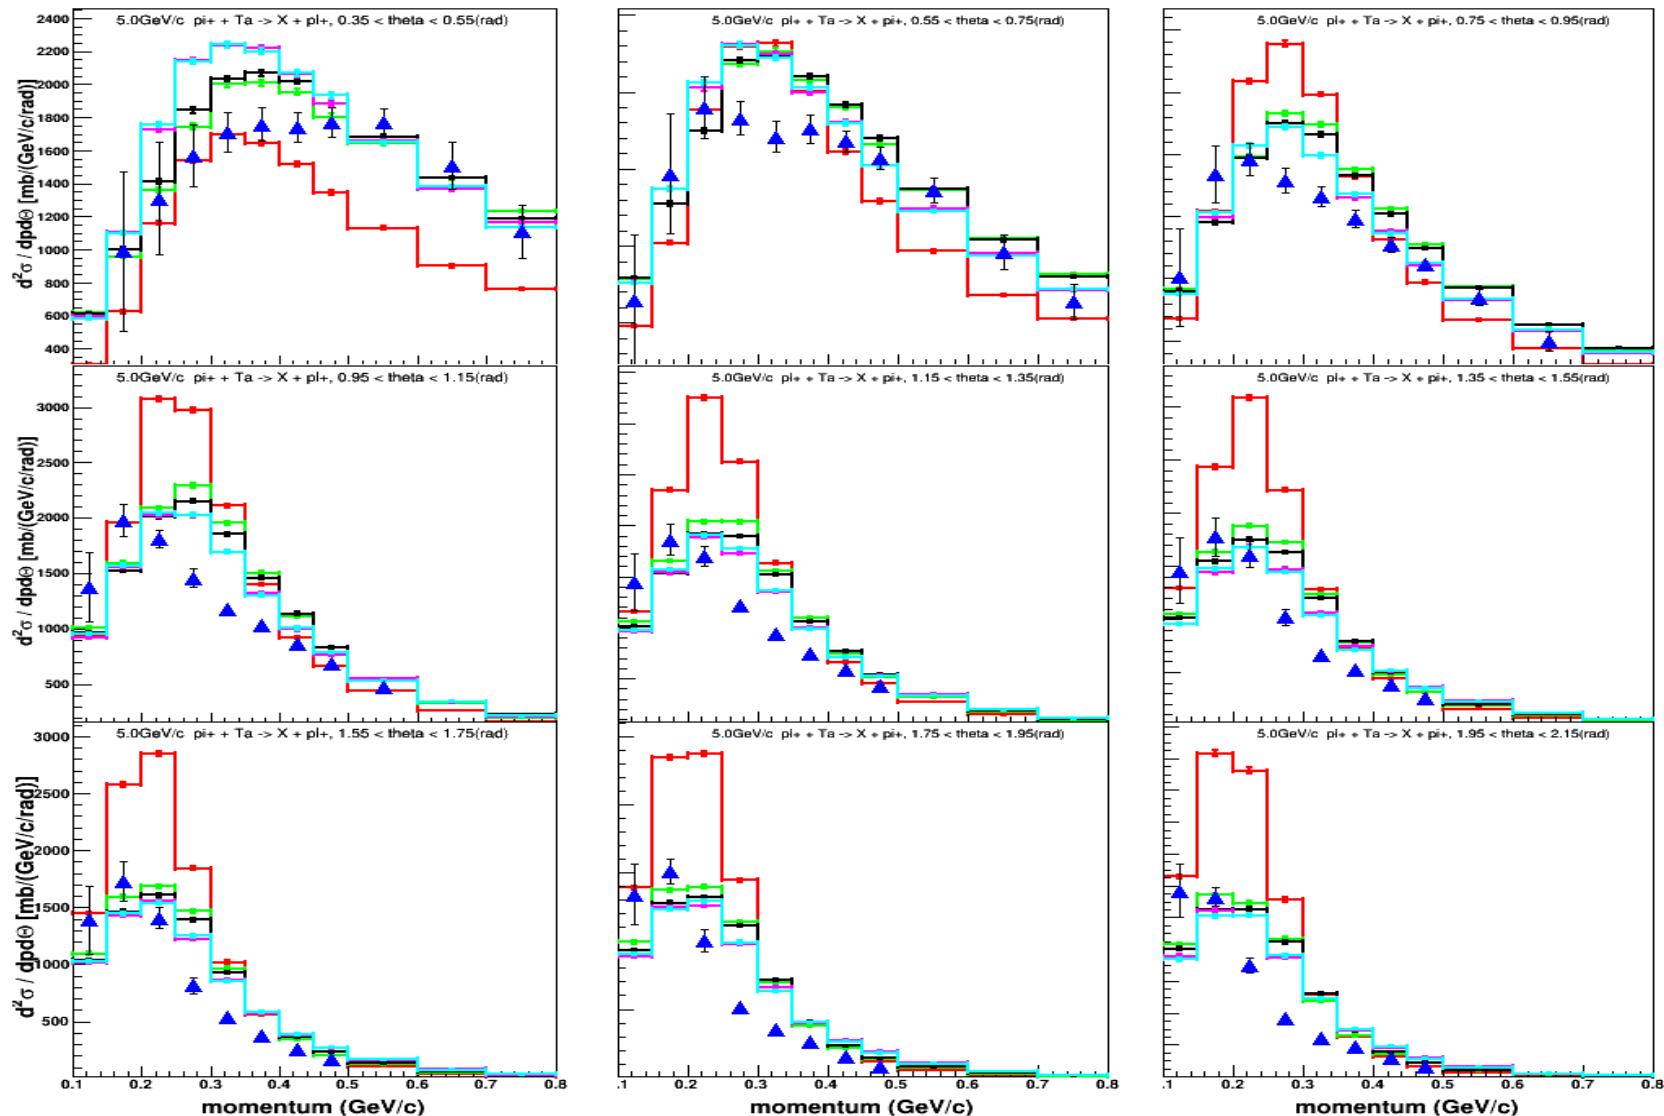 5.0GeV/c pi+ + Ta -> X + pi+, 0.35 < theta < 0.55(rad)
5.0GeV/c pi+ + Ta -> X + pi+, 0.55 < theta < 0.75(rad)
5.0GeV/c pi+ + Ta -> X + pi+, 0.75 < theta < 0.95(rad)
d²σ / dpdΘ [mb/(GeV/c/rad)]
2400
2200
2000
1800
1600
1400
1200
1000
800
600
400
5.0GeV/c pi+ + Ta -> X + pi+, 0.95 < theta < 1.15(rad)
5.0GeV/c pi+ + Ta -> X + pi+, 1.15 < theta < 1.35(rad)
5.0GeV/c pi+ + Ta -> X + pi+, 1.35 < theta < 1.55(rad)
d²σ / dpdΘ [mb/(GeV/c/rad)]
3000
2500
2000
1500
1000
500
5.0GeV/c pi+ + Ta -> X + pi+, 1.55 < theta < 1.75(rad)
5.0GeV/c pi+ + Ta -> X + pi+, 1.75 < theta < 1.95(rad)
5.0GeV/c pi+ + Ta -> X + pi+, 1.95 < theta < 2.15(rad)
d²σ / dpdΘ [mb/(GeV/c/rad)]
3000
2500
2000
1500
1000
500
0.1 0.2 0.3 0.4 0.5 0.6 0.7 0.8
.1 0.2 0.3 0.4 0.5 0.6 0.7 0.8
.1 0.2 0.3 0.4 0.5 0.6 0.7 0.8
momentum (GeV/c)
momentum (GeV/c)
momentum (GeV/c)